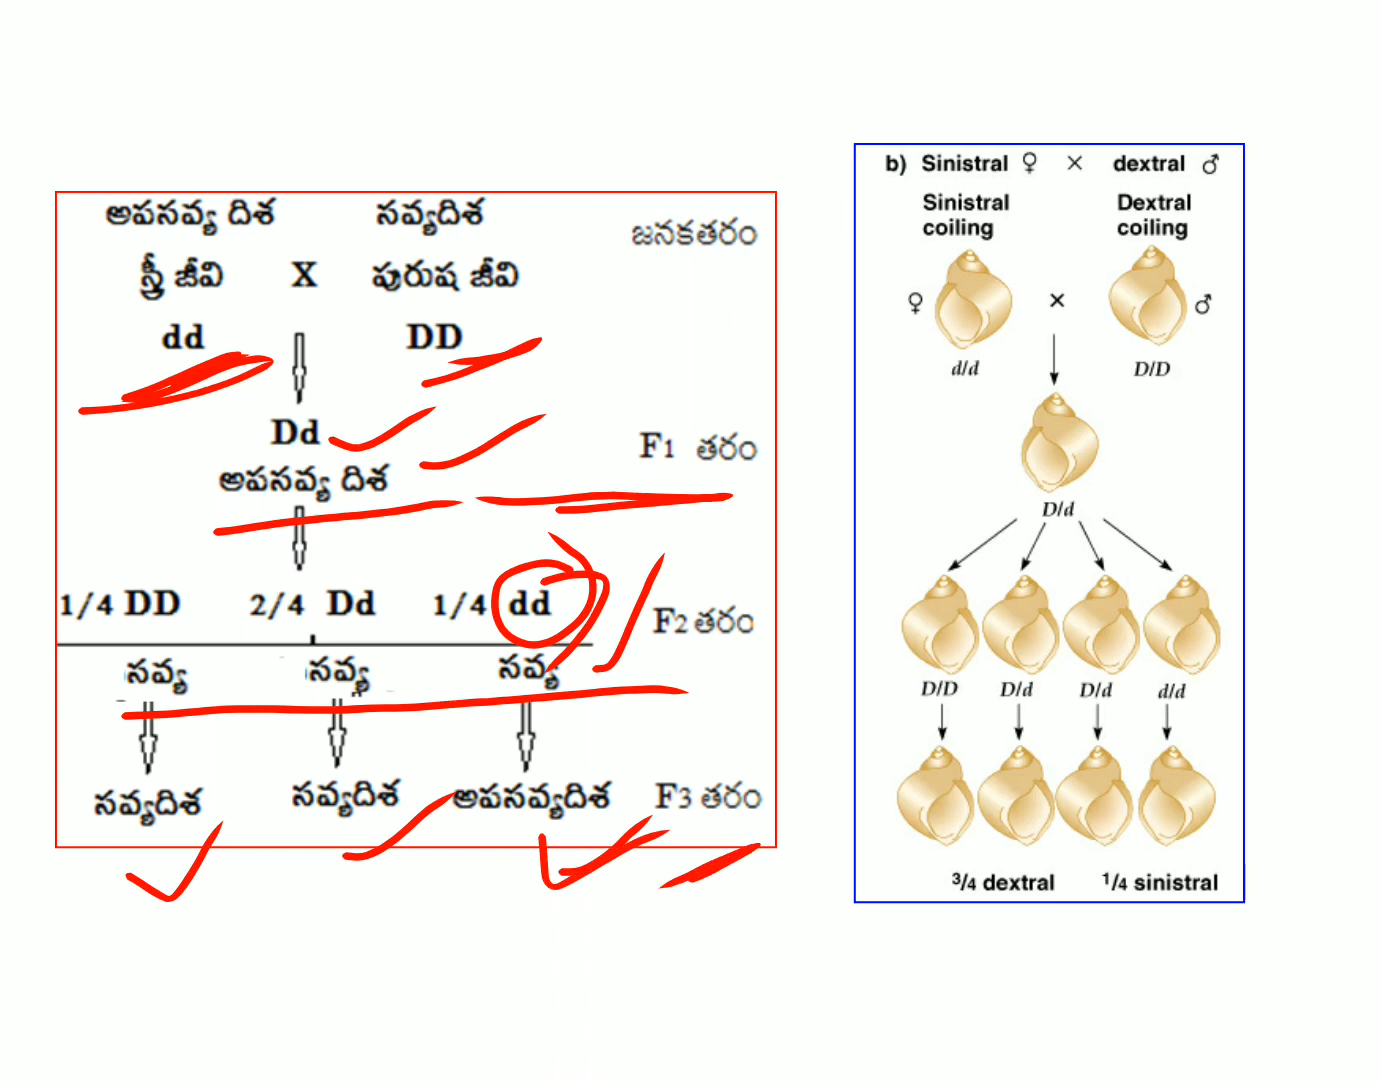 అపసవ్య దిశ సవ్యదిశ జనకతరం
స్త్రీ జీవి X పురుష జీవి
dd DD
Dd F1 తరం
అపసవ్య దిశ
1/4 DD 2/4 Dd 1/4 dd F2 తరం
సవ్య సవ్య సవ్య
సవ్యదిశ సవ్యదిశ అపసవ్యదిశ F3 తరం
b) Sinistral ♀ × dextral ♂
Sinistral Dextral
coiling coiling
♀ × ♂
d/d D/D
D/d
D/D D/d D/d d/d
3/4 dextral 1/4 sinistral